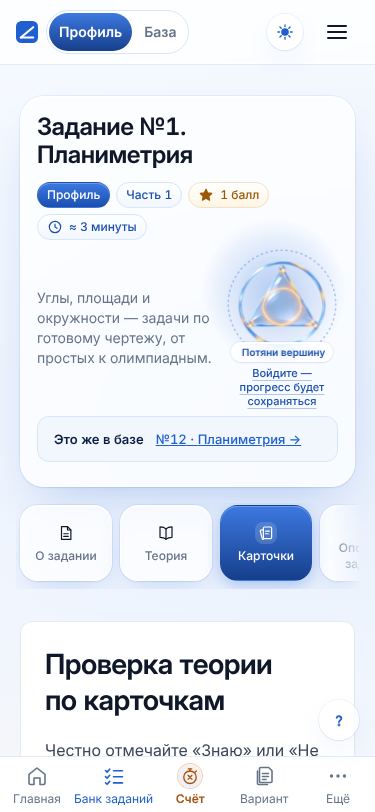 Профиль База
Задание №1.
Планиметрия
Профиль Часть 1 1 балл
≈ 3 минуты
Углы, площади и
окружности — задачи по
готовому чертежу, от
простых к олимпиадным.
Потяни вершину
Войдите —
прогресс будет
сохраняться
Это же в базе №12 · Планиметрия →
О задании Теория Карточки
Проверка теории
по карточкам
?
Честно отмечайте «Знаю» или «Не
Главная Банк заданий Счёт Вариант Ещё